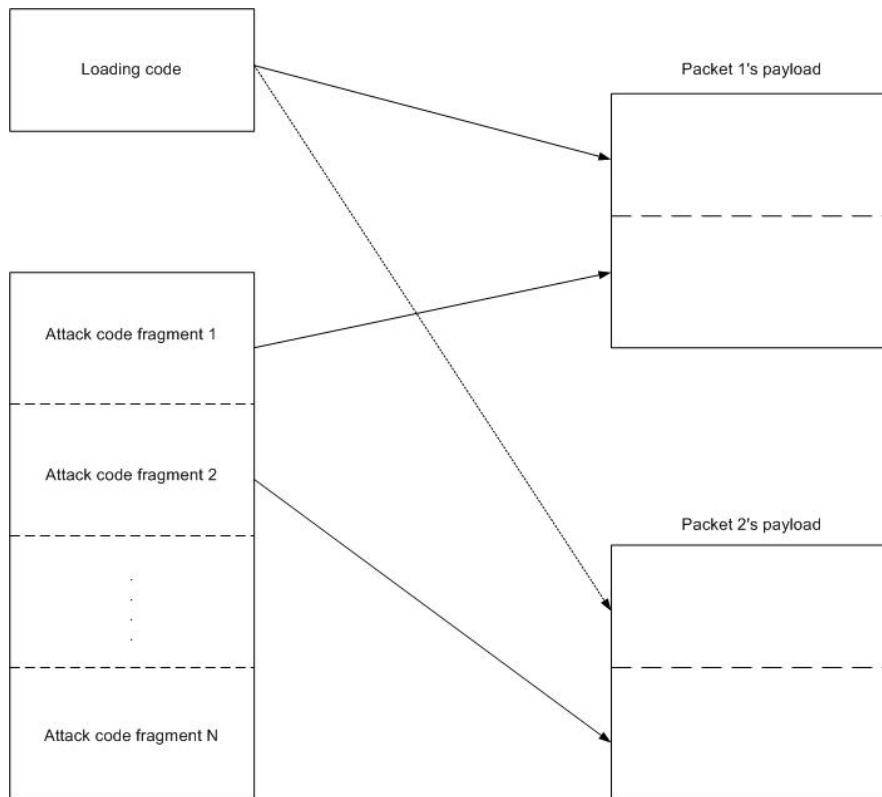 Loading code
Packet 1's payload
Attack code fragment 1
Attack code fragment 2
Packet 2's payload
Attack code fragment N